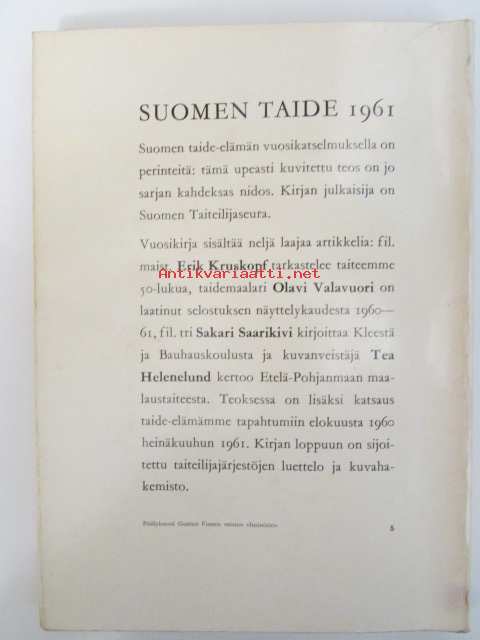 SUOMEN TAIDE 1961
Suomen taide-elämän vuosikatselmuksella on
perinteitä: tämä upeasti kuvitettu teos on jo
sarjan kahdeksas nidos. Kirjan julkaisija on
Suomen Taiteilijaseura.
Vuosikirja sisältää neljä laajaa artikkelia: fil.
maist. Erik Kruskopf tarkastelee taiteemme
Antikvariaatti.net
50-lukua, taidemaalari Olavi Valavuori on
laatinut selostuksen näyttelykaudesta 1960—
61, fil. tri Sakari Saarikivi kirjoittaa Kleestä
ja Bauhauskoulusta ja kuvanveistäjä Tea
Helenelund kertoo Etelä-Pohjanmaan maa-
laustaiteesta. Teoksessa on lisäksi katsaus
taide-elämämme tapahtumiin elokuusta 1960
heinäkuuhun 1961. Kirjan loppuun on sijoi-
tettu taiteilijajärjestöjen luettelo ja kuvaha-
kemisto.